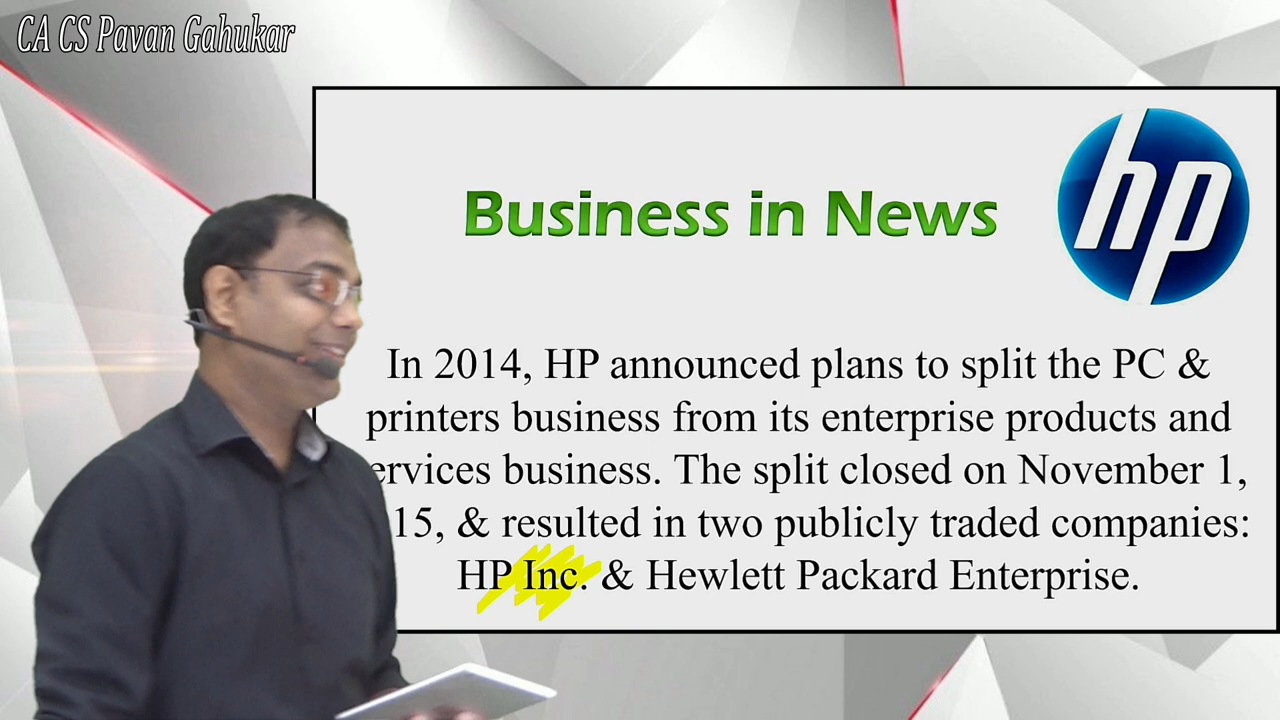 CA CS Pavan Gahukar
hp
Business in News
In 2014, HP announced plans to split the PC &
printers business from its enterprise products and
ervices business. The split closed on November 1,
15, & resulted in two publicly traded companies:
HP Inc. & Hewlett Packard Enterprise.